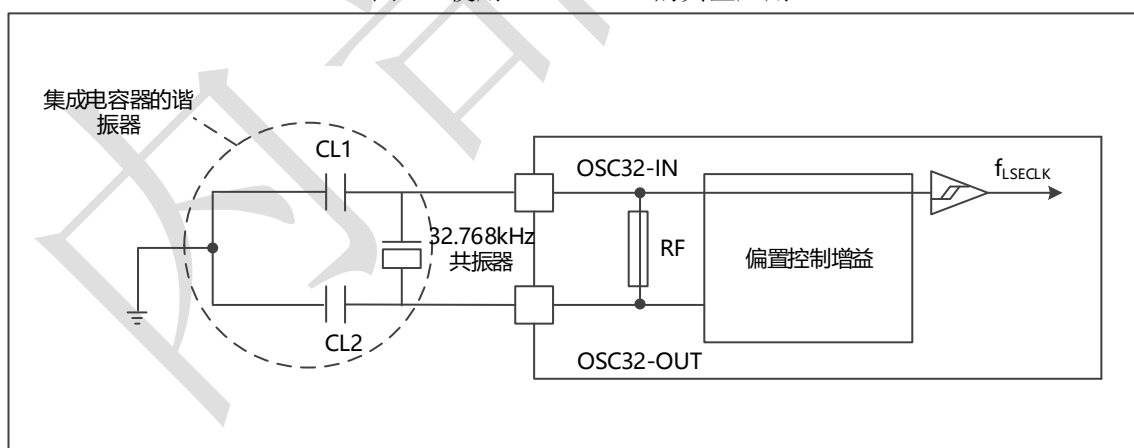 集成电容器的谐
振器
CL1
OSC32-IN
fLSECLK
32.768kHz
共振器
RF
偏置控制增益
CL2
OSC32-OUT